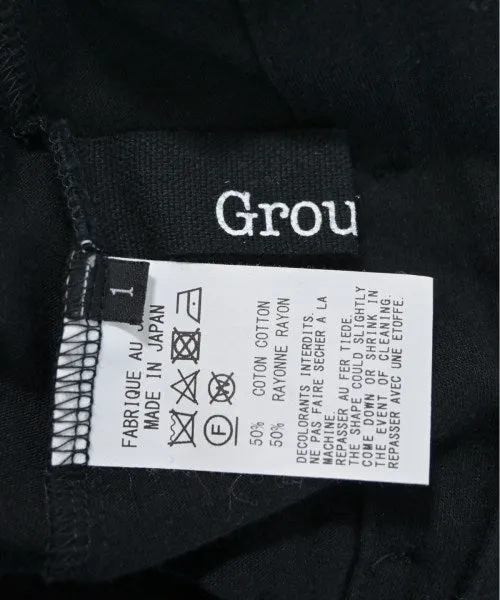 Grou
1
FABRIQUE AU J
MADE IN JAPAN
F
50% COTON COTTON
50% RAYONNE RAYON
DECOLORANTS INTERDITS.
NE PAS FAIRE SECHER A LA
MACHINE.
REPASSER AU FER TIEDE.
THE SHAPE COULD SLIGHTLY
COME DOWN OR SHRINK IN
THE EVENT OF CLEANING.
REPASSER AVEC UNE ETOFFE.